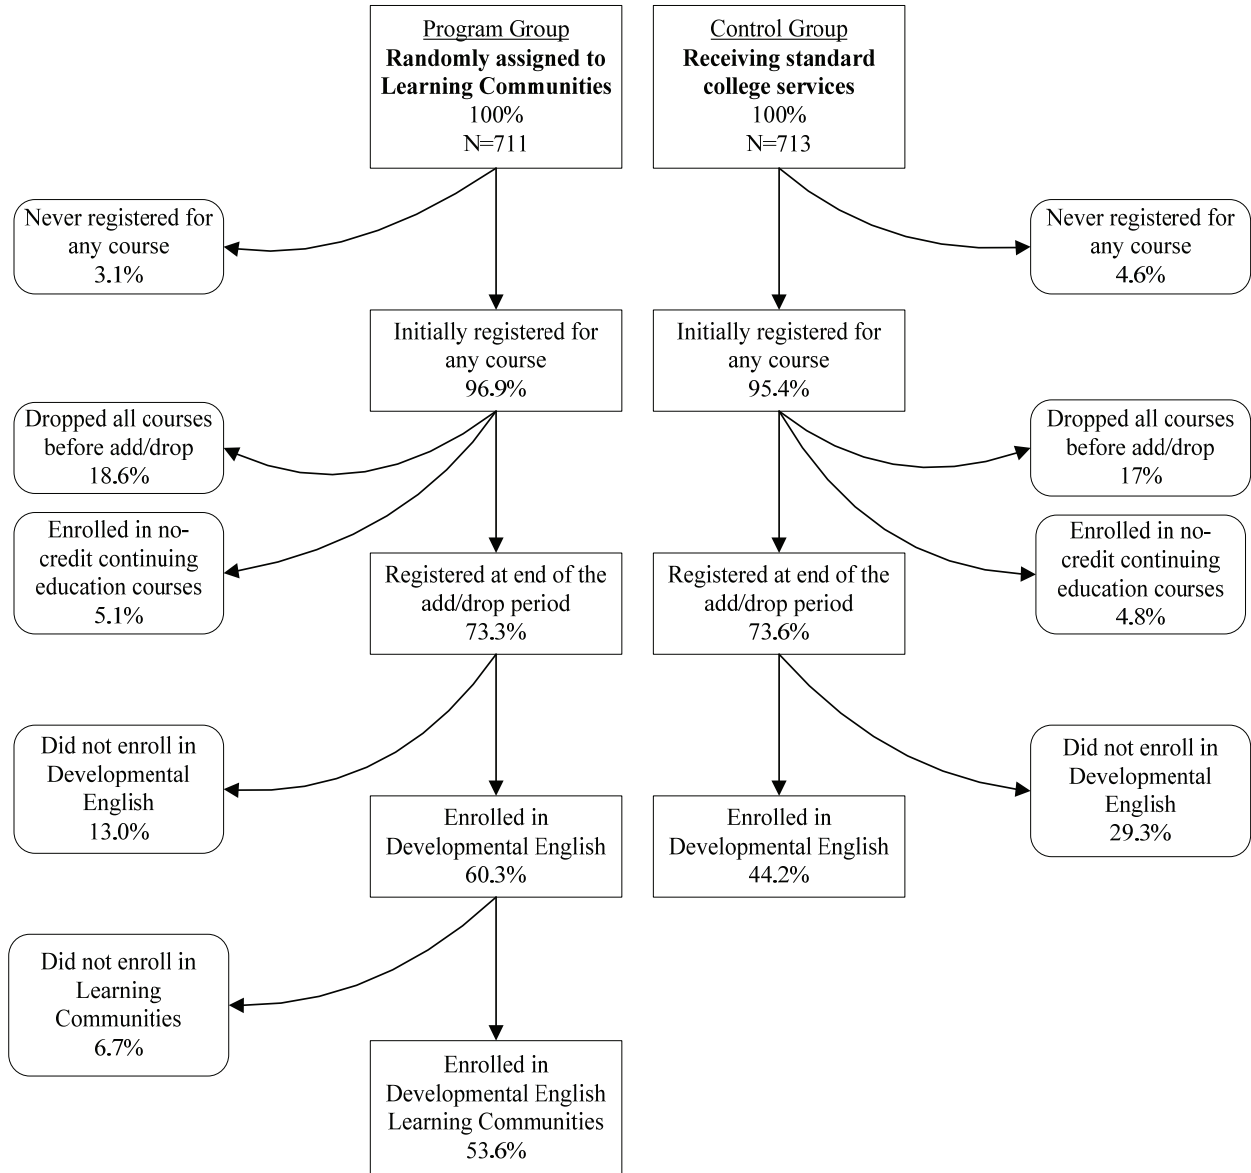 Program Group
Randomly assigned to
Learning Communities
100%
N=711
Control Group
Receiving standard
college services
100%
N=713
Never registered for
any course
3.1%
Never registered for
any course
4.6%
Initially registered for
any course
96.9%
Initially registered for
any course
95.4%
Dropped all courses
before add/drop
18.6%
Dropped all courses
before add/drop
17%
Enrolled in no-
credit continuing
education courses
5.1%
Registered at end of the
add/drop period
73.3%
Registered at end of the
add/drop period
73.6%
Enrolled in no-
credit continuing
education courses
4.8%
Did not enroll in
Developmental
English
13.0%
Enrolled in
Developmental English
60.3%
Enrolled in
Developmental English
44.2%
Did not enroll in
Developmental
English
29.3%
Did not enroll in
Learning
Communities
6.7%
Enrolled in
Developmental English
Learning Communities
53.6%